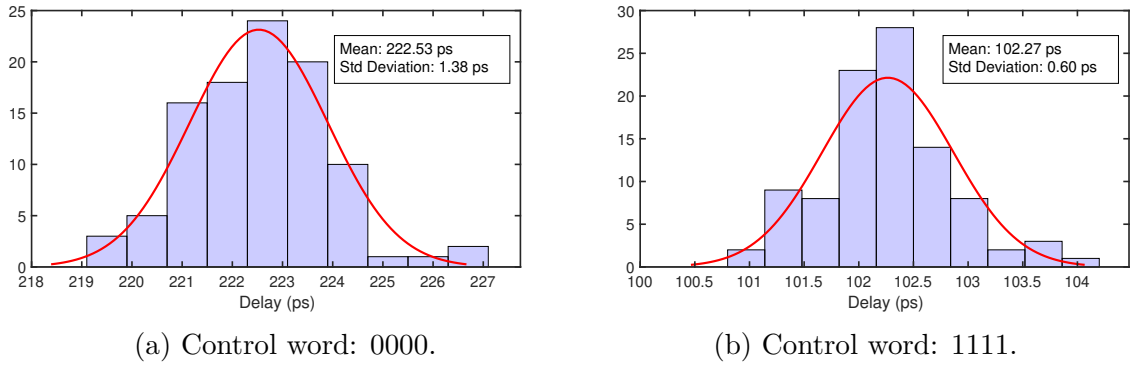 25
20
15
10
5
0
218 219 220 221 222 223 224 225 226 227
Delay (ps)
Mean: 222.53 ps
Std Deviation: 1.38 ps
(a) Control word: 0000.
30
25
20
15
10
5
0
100 100.5 101 101.5 102 102.5 103 103.5 104
Delay (ps)
Mean: 102.27 ps
Std Deviation: 0.60 ps
(b) Control word: 1111.